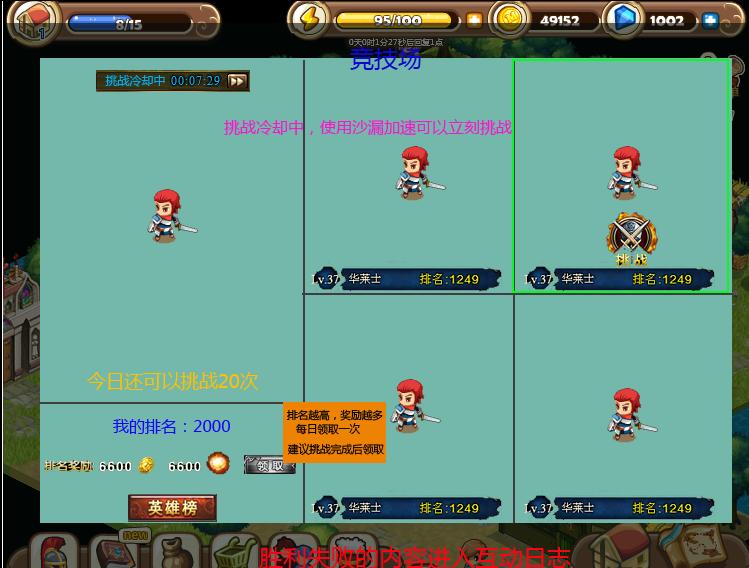 1
8/15
95/100
49152
1002
0天0时1分27秒后回复1点
竞技场
挑战冷却中 00:07:29
挑战冷却中，使用沙漏加速可以立刻挑战
挑战
Lv.37 华莱士 排名:1249
Lv.37 华莱士 排名:1249
今日还可以挑战20次
我的排名：2000
排名奖励 6600 6600 领取
排名越高，奖励越多
每日领取一次
建议挑战完成后领取
英雄榜
Lv.37 华莱士 排名:1249
Lv.37 华莱士 排名:1249
new
胜利失败的内容进入互动日志